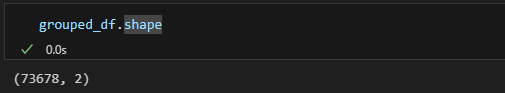 grouped_df.shape
0.0s
(73678, 2)